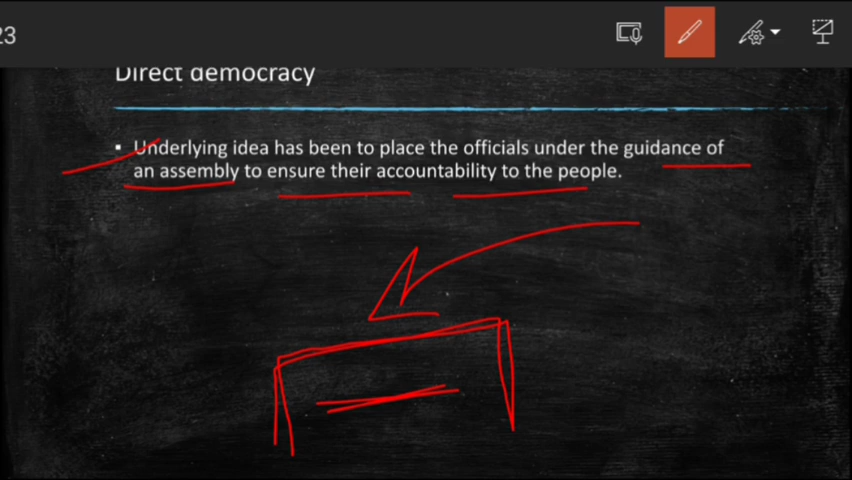 23
Direct democracy
▪ Underlying idea has been to place the officials under the guidance of
an assembly to ensure their accountability to the people.